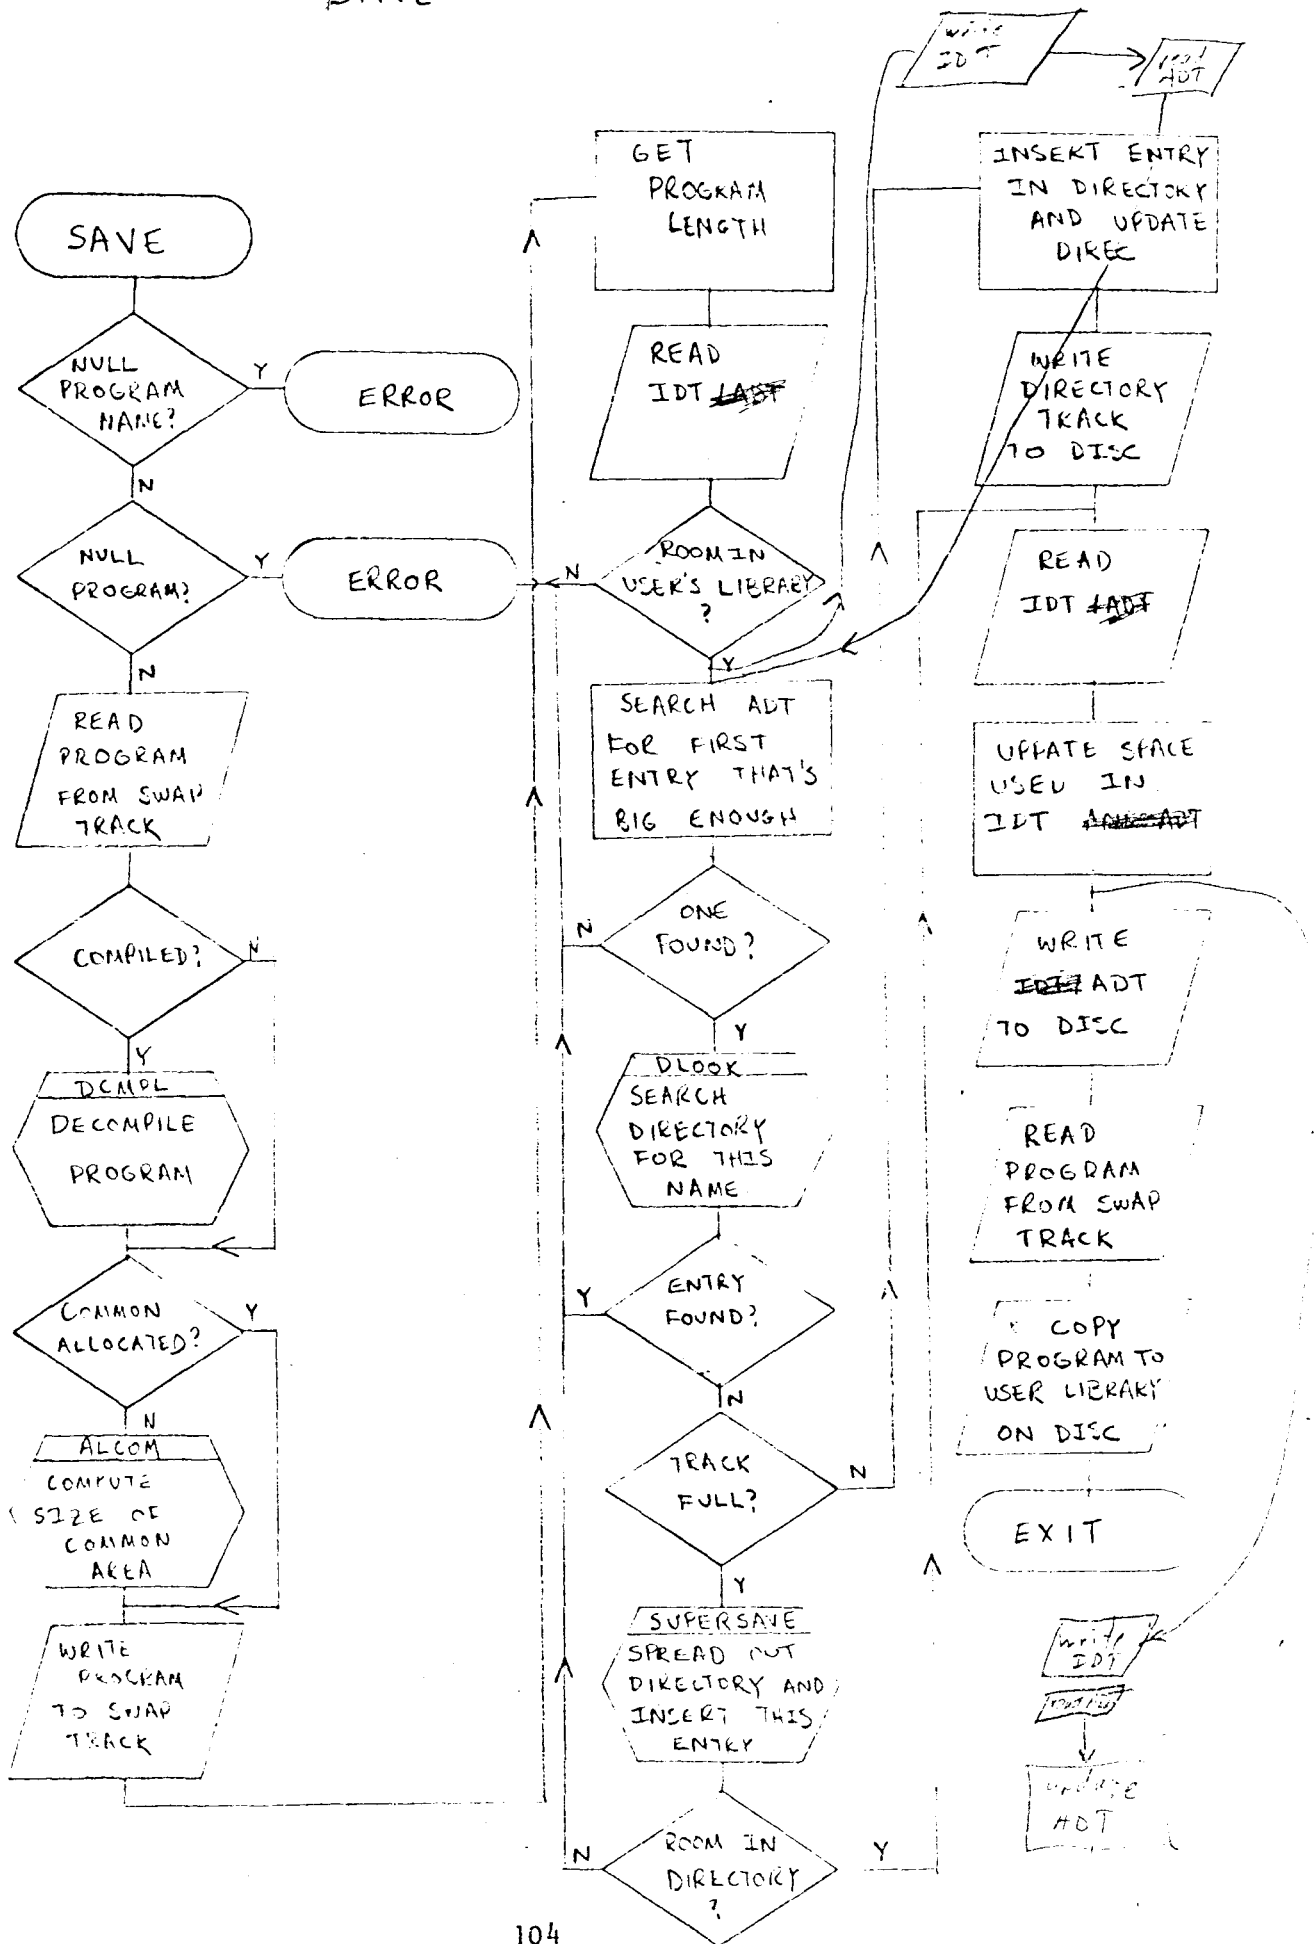 SAVE
NULL
PROGRAM
NAME?
Y
ERROR
N
NULL
PROGRAM?
Y
ERROR
N
READ
PROGRAM
FROM SWAP
TRACK
COMPILED?
N
Y
DCMPL
DECOMPILE
PROGRAM
COMMON
ALLOCATED?
Y
N
ALCOM
COMPUTE
SIZE OF
COMMON
AREA
WRITE
PROGRAM
TO SWAP
TRACK
GET
PROGRAM
LENGTH
READ
IDT
ROOM IN
USER'S LIBRARY
?
N
Y
SEARCH ADT
FOR FIRST
ENTRY THAT'S
BIG ENOUGH
ONE
FOUND?
N
Y
DLOOK
SEARCH
DIRECTORY
FOR THIS
NAME
ENTRY
FOUND?
Y
N
TRACK
FULL?
N
Y
SUPERSAVE
SPREAD OUT
DIRECTORY AND
INSERT THIS
ENTRY
ROOM IN
DIRECTORY
?
N
Y
write
IDT
read
ADT
INSERT ENTRY
IN DIRECTORY
AND UPDATE
DIREC
WRITE
DIRECTORY
TRACK
TO DISC
READ
IDT
UPDATE SPACE
USED IN
IDT
WRITE
ADT
TO DISC
READ
PROGRAM
FROM SWAP
TRACK
COPY
PROGRAM TO
USER LIBRARY
ON DISC
EXIT
write
IDT
update
ADT
104